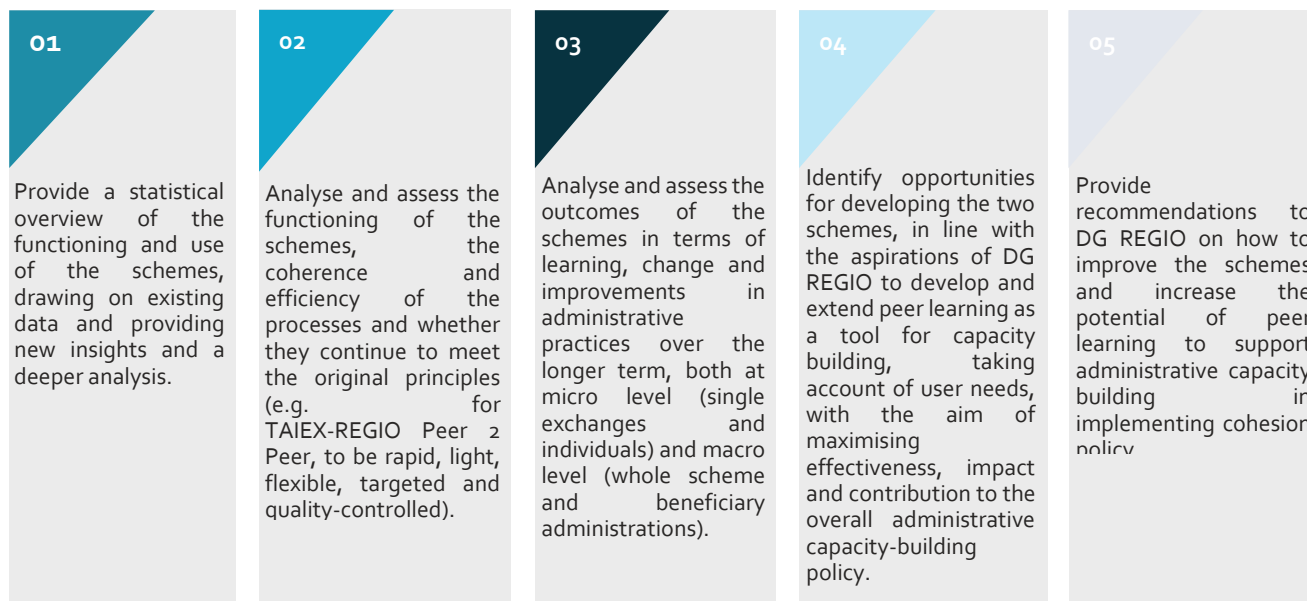 01
Provide a statistical
overview of the
functioning and use
of the schemes,
drawing on existing
data and providing
new insights and a
deeper analysis.
02
Analyse and assess the
functioning of the
schemes, the
coherence and
efficiency of the
processes and whether
they continue to meet
the original principles
(e.g. for
TAIEX-REGIO Peer 2
Peer, to be rapid, light,
flexible, targeted and
quality-controlled).
03
Analyse and assess the
outcomes of the
schemes in terms of
learning, change and
improvements in
administrative
practices over the
longer term, both at
micro level (single
exchanges and
individuals) and macro
level (whole scheme
and beneficiary
administrations).
04
Identify opportunities
for developing the two
schemes, in line with
the aspirations of DG
REGIO to develop and
extend peer learning as
a tool for capacity
building, taking
account of user needs,
with the aim of
maximising
effectiveness, impact
and contribution to the
overall administrative
capacity-building
policy.
05
Provide
recommendations to
DG REGIO on how to
improve the schemes
and increase the
potential of peer
learning to support
administrative capacity
building in
implementing cohesion
policy